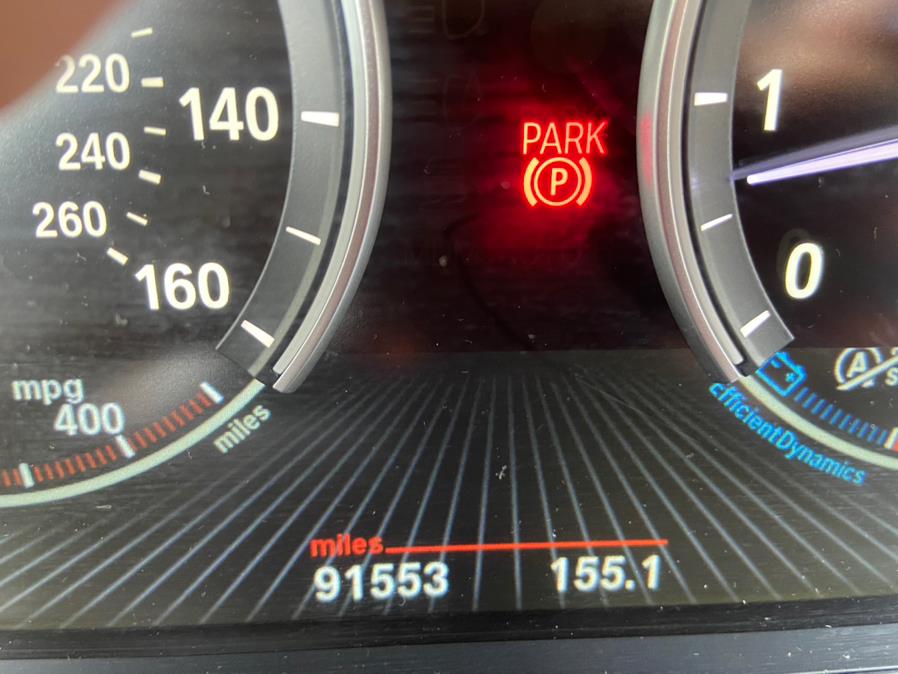 220
140
240
260
160
PARK
P
1
0
mpg
400
miles
EfficientDynamics
A
miles
91553 155.1